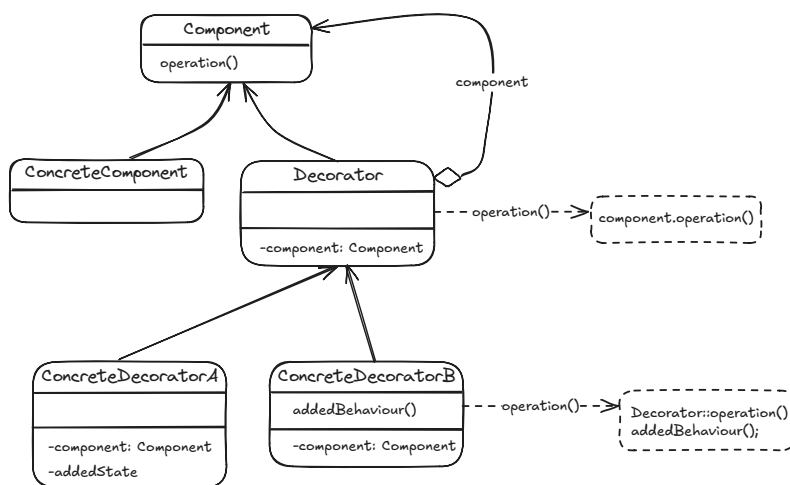 Component
operation()
component
ConcreteComponent
Decorator
-component: Component
operation()
component.operation()
ConcreteDecoratorA
-component: Component
-addedState
ConcreteDecoratorB
addedBehaviour()
-component: Component
operation()
Decorator::operation()
addedBehaviour();